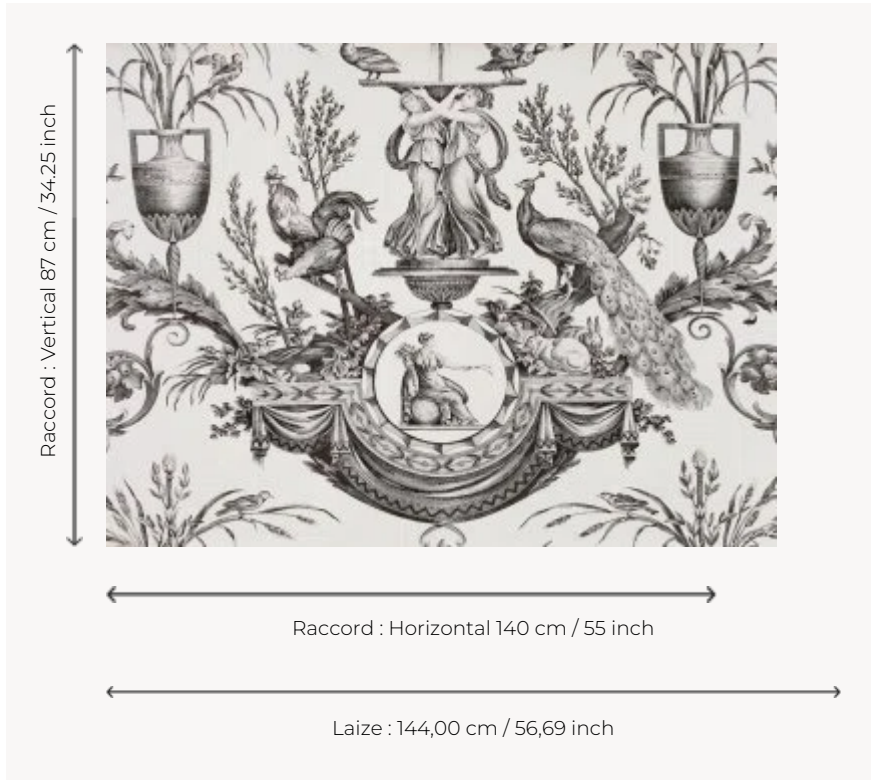 Raccord : Vertical 87 cm / 34.25 inch
Raccord : Horizontal 140 cm / 55 inch
Laize : 144,00 cm / 56,69 inch